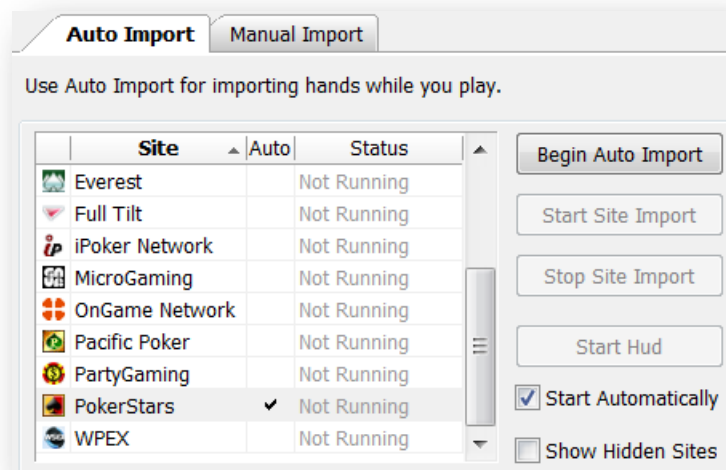 Auto Import
Manual Import
Use Auto Import for importing hands while you play.
Site Auto Status
Everest Not Running
Full Tilt Not Running
iPoker Network Not Running
MicroGaming Not Running
OnGame Network Not Running
Pacific Poker Not Running
PartyGaming Not Running
PokerStars Not Running
WPEX Not Running
Begin Auto Import
Start Site Import
Stop Site Import
Start Hud
Start Automatically
Show Hidden Sites